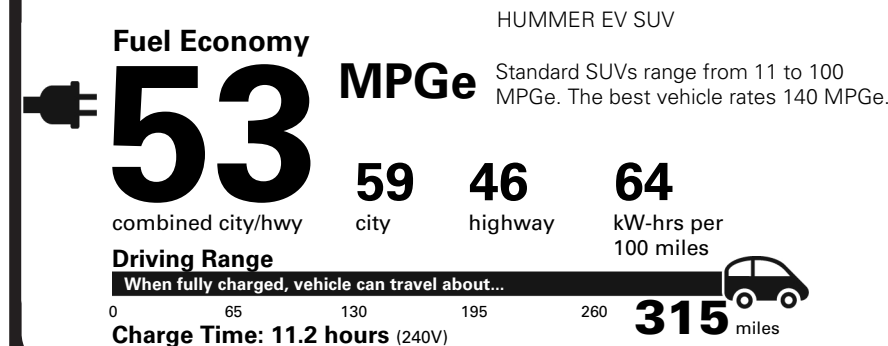 HUMMER EV SUV
Fuel Economy
53
MPGe
Standard SUVs range from 11 to 100
MPGe. The best vehicle rates 140 MPGe.
combined city/hwy
59
city
46
highway
64
kW-hrs per
100 miles
Driving Range
When fully charged, vehicle can travel about...
0 65 130 195 260 315 miles
Charge Time: 11.2 hours (240V)